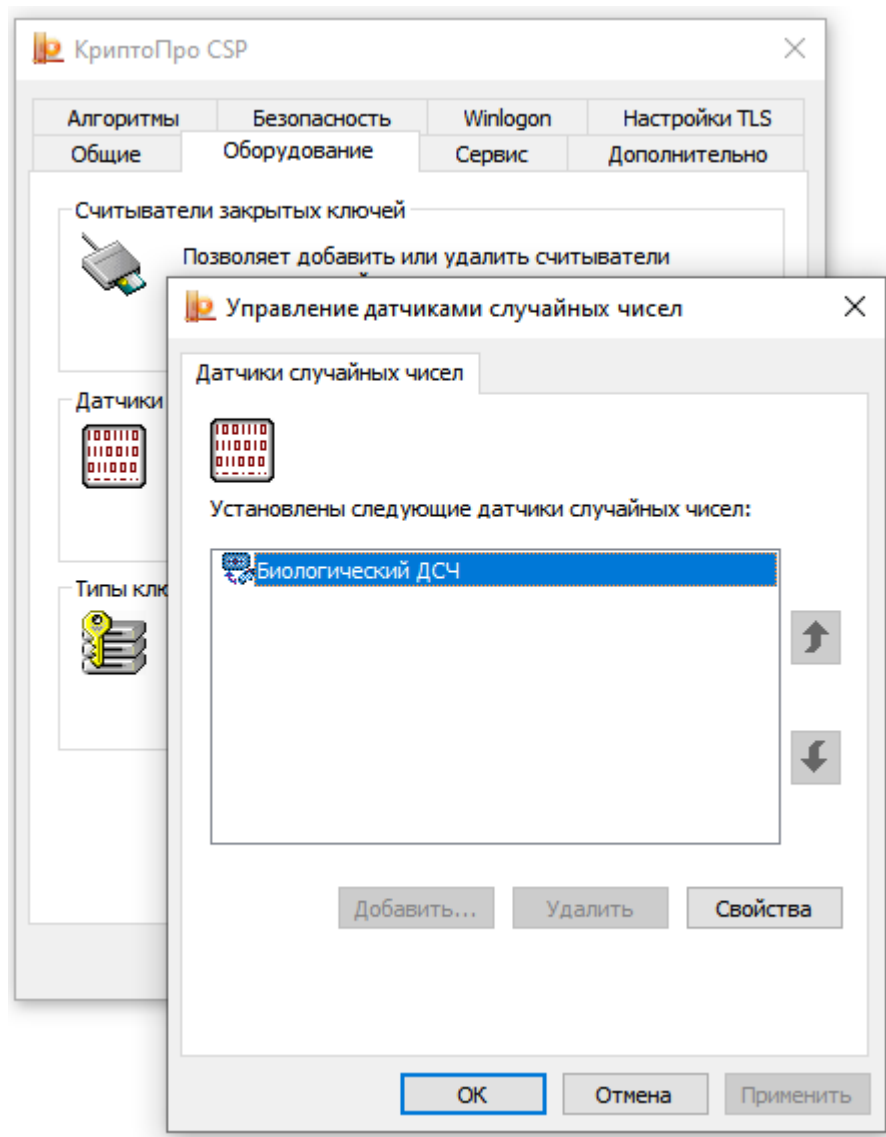 КриптоПро CSP
Алгоритмы Безопасность Winlogon Настройки TLS
Общие Оборудование Сервис Дополнительно
Считыватели закрытых ключей
Позволяет добавить или удалить считыватели
Управление датчиками случайных чисел
Датчики случайных чисел
Датчики
Установлены следующие датчики случайных чисел:
Биологический ДСЧ
Типы
Добавить... Удалить Свойства
ОК Отмена Применить